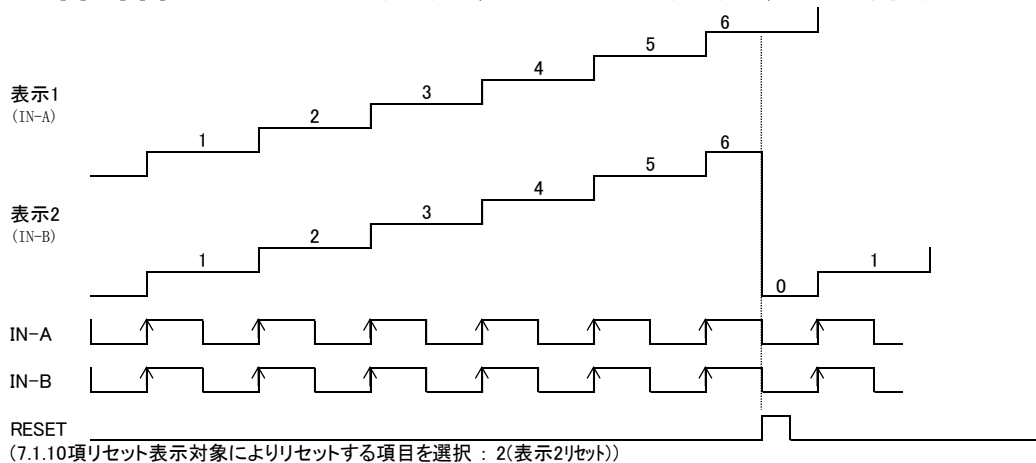 6
5
4
3
2
1
表示1
(IN-A)
6
5
4
3
2
1
0
1
表示2
(IN-B)
IN-A
IN-B
RESET
(7.1.10項リセット表示対象によりリセットする項目を選択 : 2(表示2リセット))